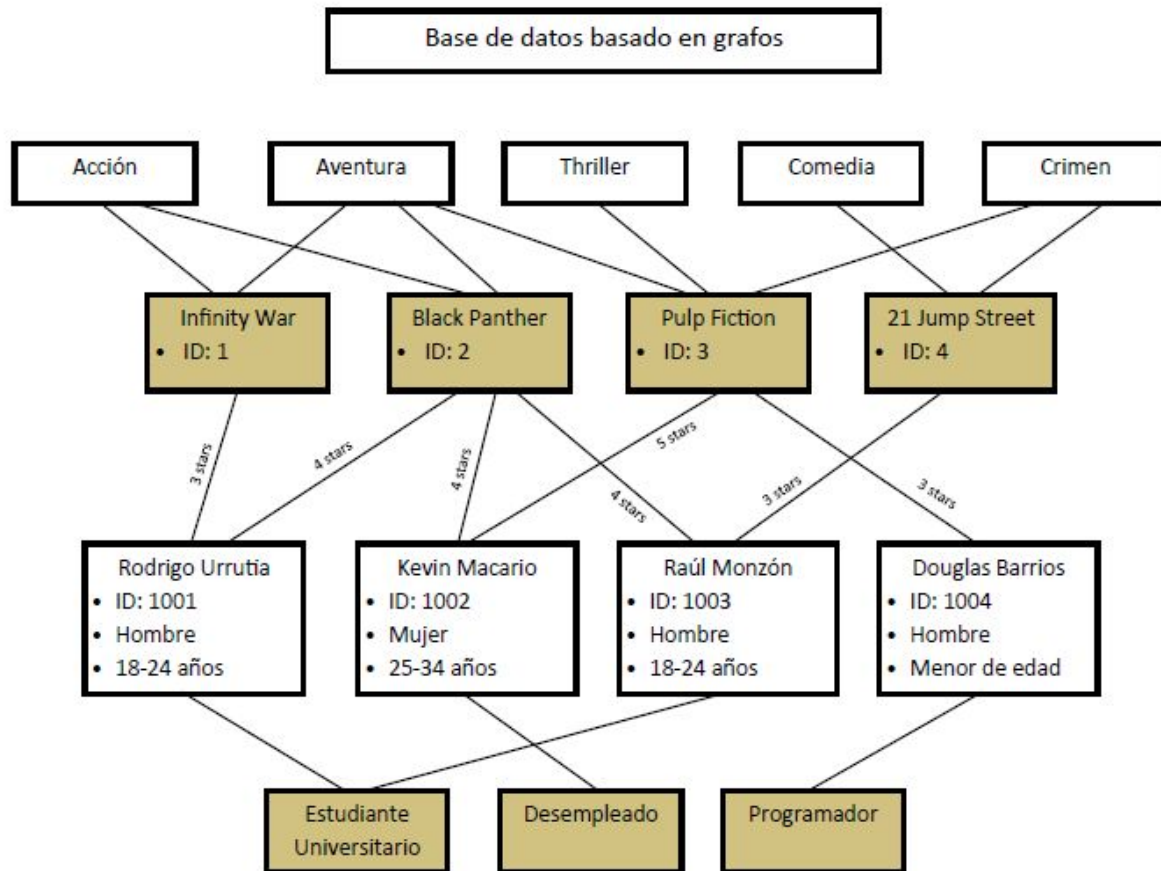 Base de datos basado en grafos
Acción
Aventura
Thriller
Comedia
Crimen
Infinity War
• ID: 1
Black Panther
• ID: 2
Pulp Fiction
• ID: 3
21 Jump Street
• ID: 4
3 stars
4 stars
4 stars
4 stars
5 stars
3 stars
3 stars
Rodrigo Urrutia
• ID: 1001
• Hombre
• 18-24 años
Kevin Macario
• ID: 1002
• Mujer
• 25-34 años
Raúl Monzón
• ID: 1003
• Hombre
• 18-24 años
Douglas Barrios
• ID: 1004
• Hombre
• Menor de edad
Estudiante
Universitario
Desempleado
Programador